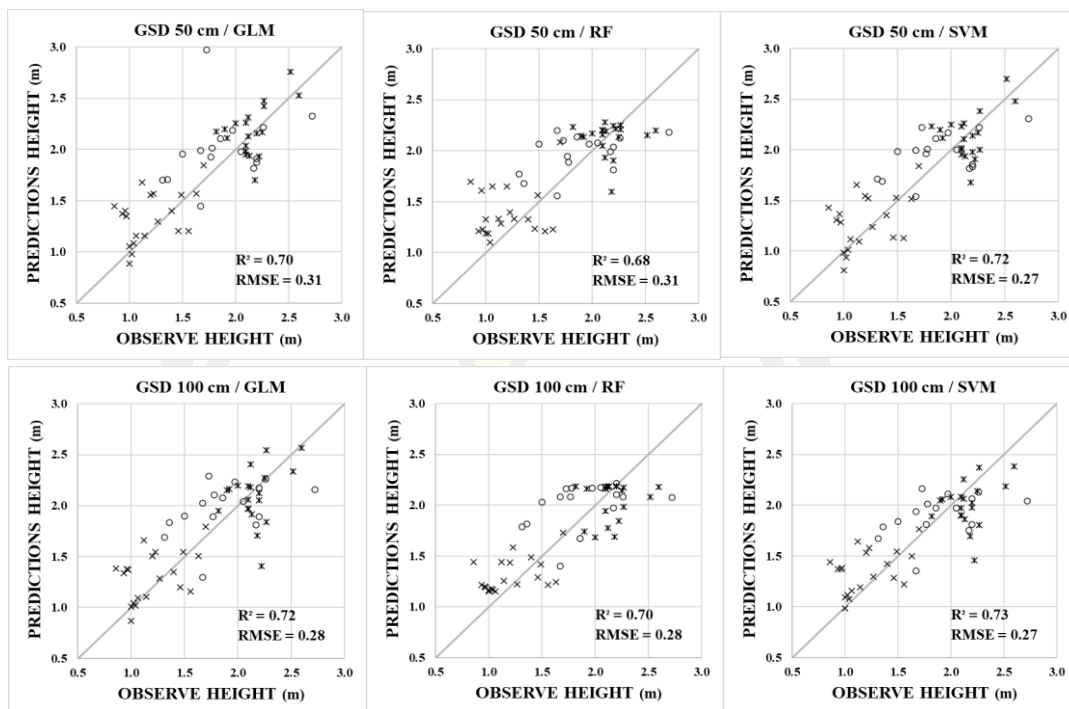 GSD 50 cm / GLM
3.0
2.5
2.0
1.5
1.0
0.5
PREDICTIONS HEIGHT (m)
R² = 0.70
RMSE = 0.31
0.5 1.0 1.5 2.0 2.5 3.0
OBSERVE HEIGHT (m)
GSD 50 cm / RF
3.0
2.5
2.0
1.5
1.0
0.5
PREDICTIONS HEIGHT (m)
R² = 0.68
RMSE = 0.31
0.5 1.0 1.5 2.0 2.5 3.0
OBSERVE HEIGHT (m)
GSD 50 cm / SVM
3.0
2.5
2.0
1.5
1.0
0.5
PREDICTIONS HEIGHT (m)
R² = 0.72
RMSE = 0.27
0.5 1.0 1.5 2.0 2.5 3.0
OBSERVE HEIGHT (m)
GSD 100 cm / GLM
3.0
2.5
2.0
1.5
1.0
0.5
PREDICTIONS HEIGHT (m)
R² = 0.72
RMSE = 0.28
0.5 1.0 1.5 2.0 2.5 3.0
OBSERVE HEIGHT (m)
GSD 100 cm / RF
3.0
2.5
2.0
1.5
1.0
0.5
PREDICTIONS HEIGHT (m)
R² = 0.70
RMSE = 0.28
0.5 1.0 1.5 2.0 2.5 3.0
OBSERVE HEIGHT (m)
GSD 100 cm / SVM
3.0
2.5
2.0
1.5
1.0
0.5
PREDICTIONS HEIGHT (m)
R² = 0.73
RMSE = 0.27
0.5 1.0 1.5 2.0 2.5 3.0
OBSERVE HEIGHT (m)